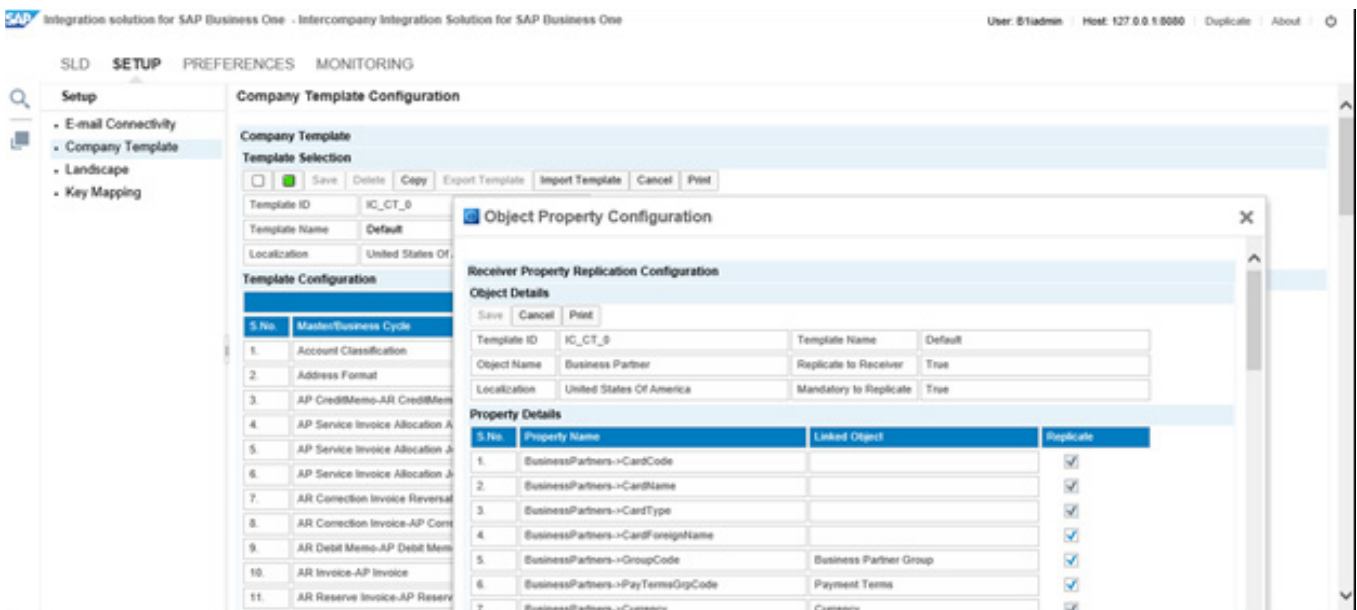 SAP Integration solution for SAP Business One - Intercompany Integration Solution for SAP Business One
User: B1iadmin Host: 127.0.0.1:8080 Duplicate About
SLD SETUP PREFERENCES MONITORING
Setup
E-mail Connectivity
Company Template
Landscape
Key Mapping
Company Template Configuration
Company Template
Template Selection
Save Delete Copy Export Template Import Template Cancel Print
Template ID IC_CT_0
Template Name Default
Localization United States Of
Template Configuration
S.No. Master/Business Cycle
1. Account Classification
2. Address Format
3. AP CreditMemo-AR CreditMem
4. AP Service Invoice Allocation A
5. AP Service Invoice Allocation J
6. AP Service Invoice Allocation J
7. AR Correction Invoice Reversal
8. AR Correction Invoice-AP Corre
9. AR Debit Memo-AP Debit Mem
10. AR Invoice-AP Invoice
11. AR Reserve Invoice-AP Reserv
Object Property Configuration
Receiver Property Replication Configuration
Object Details
Save Cancel Print
Template ID IC_CT_0 Template Name Default
Object Name Business Partner Replicate to Receiver True
Localization United States Of America Mandatory to Replicate True
Property Details
S.No. Property Name Linked Object Replicate
1. BusinessPartners->CardCode
2. BusinessPartners->CardName
3. BusinessPartners->CardType
4. BusinessPartners->CardForeignName
5. BusinessPartners->GroupCode Business Partner Group
6. BusinessPartners->PayTermsGrpCode Payment Terms
7. BusinessPartners->Currency Currency